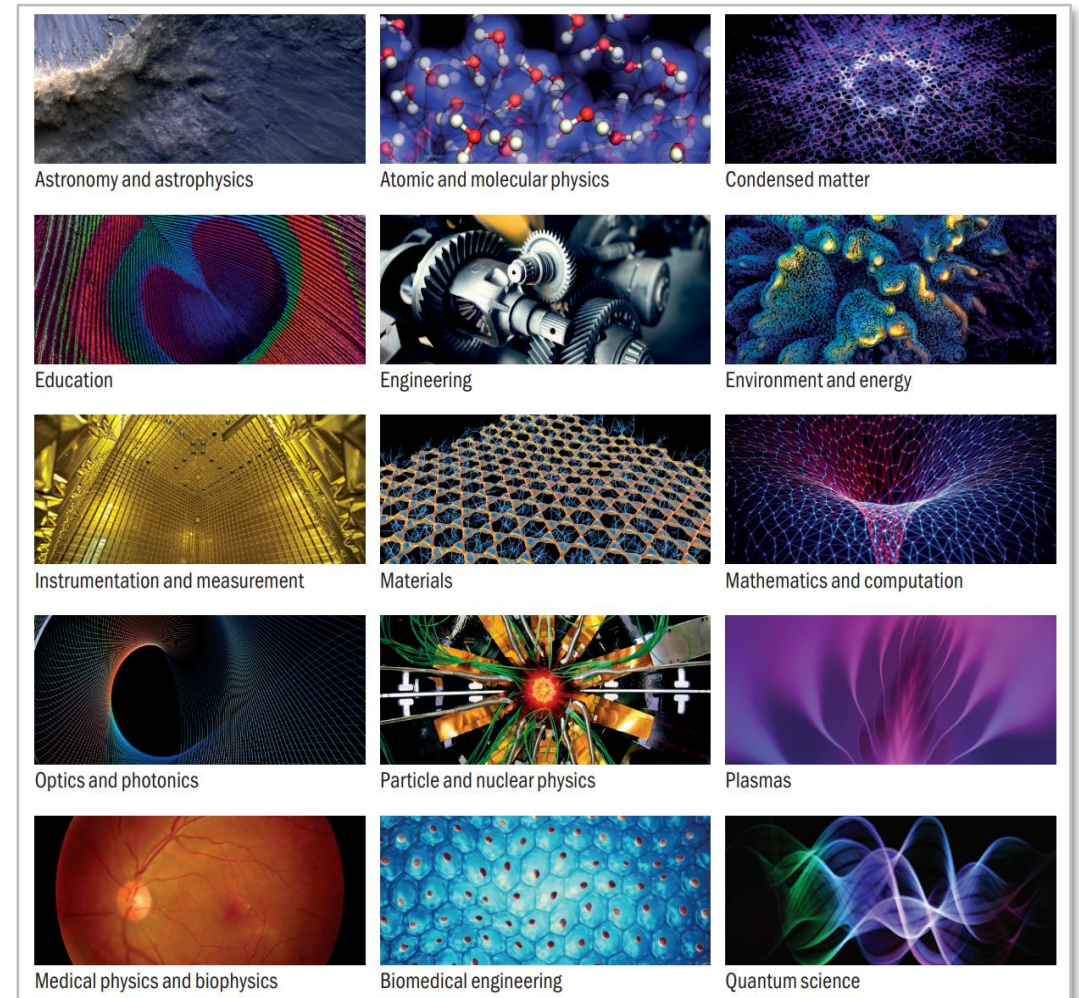 Astronomy and astrophysics
Atomic and molecular physics
Condensed matter
Education
Engineering
Environment and energy
Instrumentation and measurement
Materials
Mathematics and computation
Optics and photonics
Particle and nuclear physics
Plasmas
Medical physics and biophysics
Biomedical engineering
Quantum science